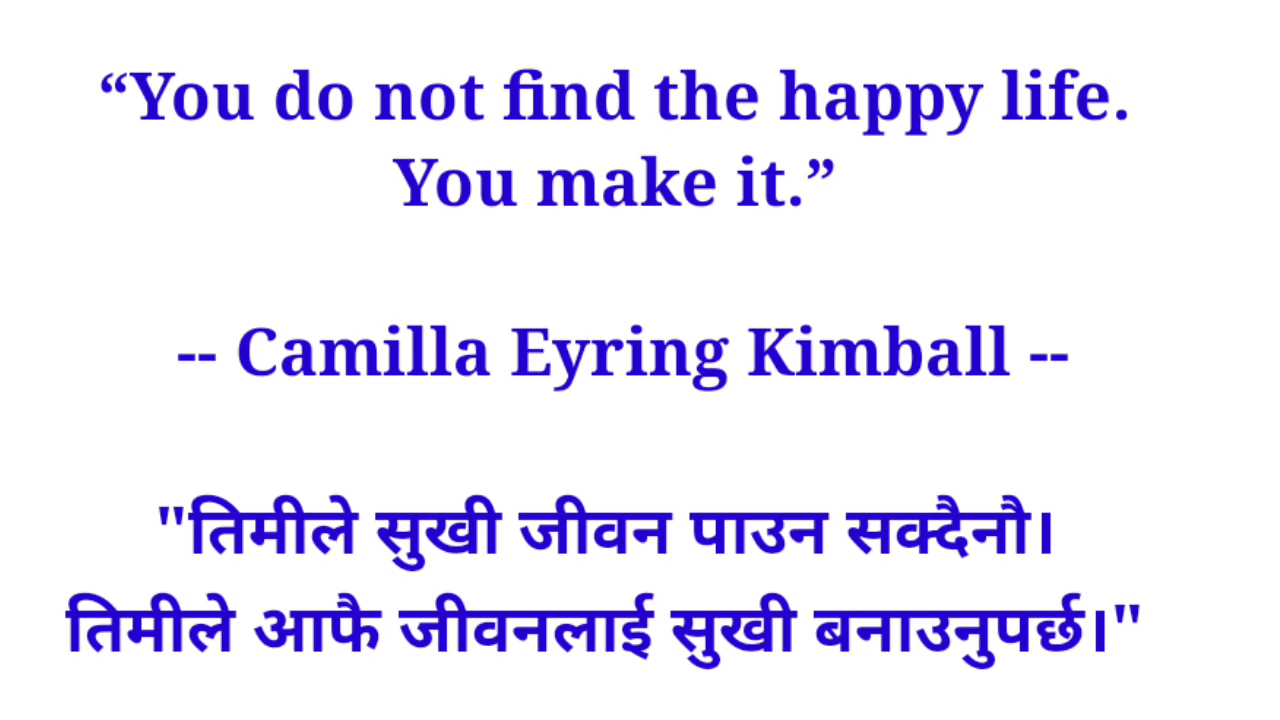 “You do not find the happy life.
You make it.”
-- Camilla Eyring Kimball --
"तिमीले सुखी जीवन पाउन सक्दैनौ।
तिमीले आफै जीवनलाई सुखी बनाउनुपर्छ।"